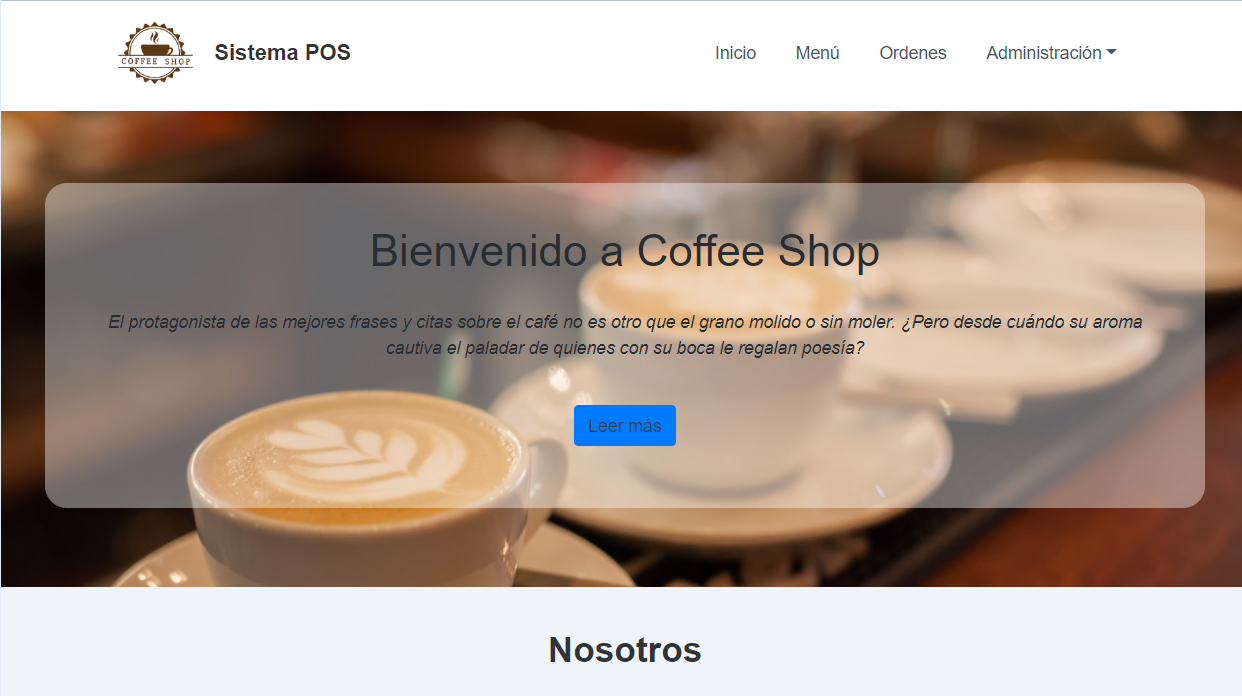 COFFEE SHOP
Sistema POS
Inicio
Menú
Ordenes
Administración
Bienvenido a Coffee Shop
El protagonista de las mejores frases y citas sobre el café no es otro que el grano molido o sin moler. ¿Pero desde cuándo su aroma
cautiva el paladar de quienes con su boca le regalan poesía?
Leer más
Nosotros